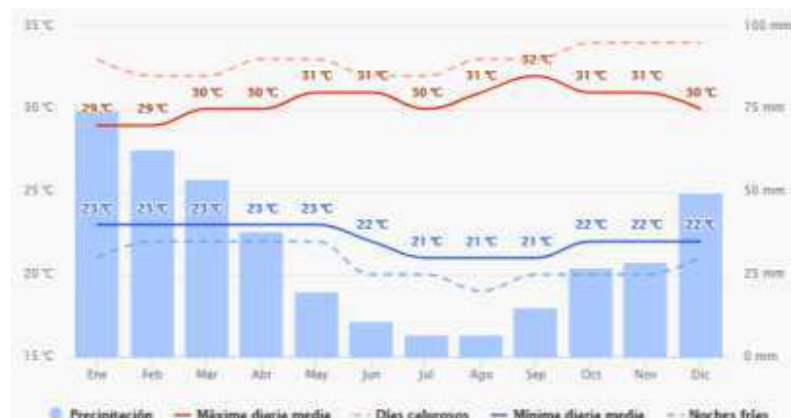 35 °C 100 mm
32 °C
31 °C 31 °C 31 °C 31 °C 31 °C
30 °C 30 °C 30 °C 30 °C
30 °C 29 °C 29 °C 75 mm
25 °C 50 mm
23 °C 23 °C 23 °C 23 °C 23 °C
22 °C 22 °C 22 °C 22 °C
21 °C 21 °C 21 °C
20 °C 25 mm
15 °C 0 mm
Ene Feb Mar Abr May Jun Jul Ago Sep Oct Nov Dic
Precipitación Máxima diaria media Días calurosos Mínima diaria media Noches frías